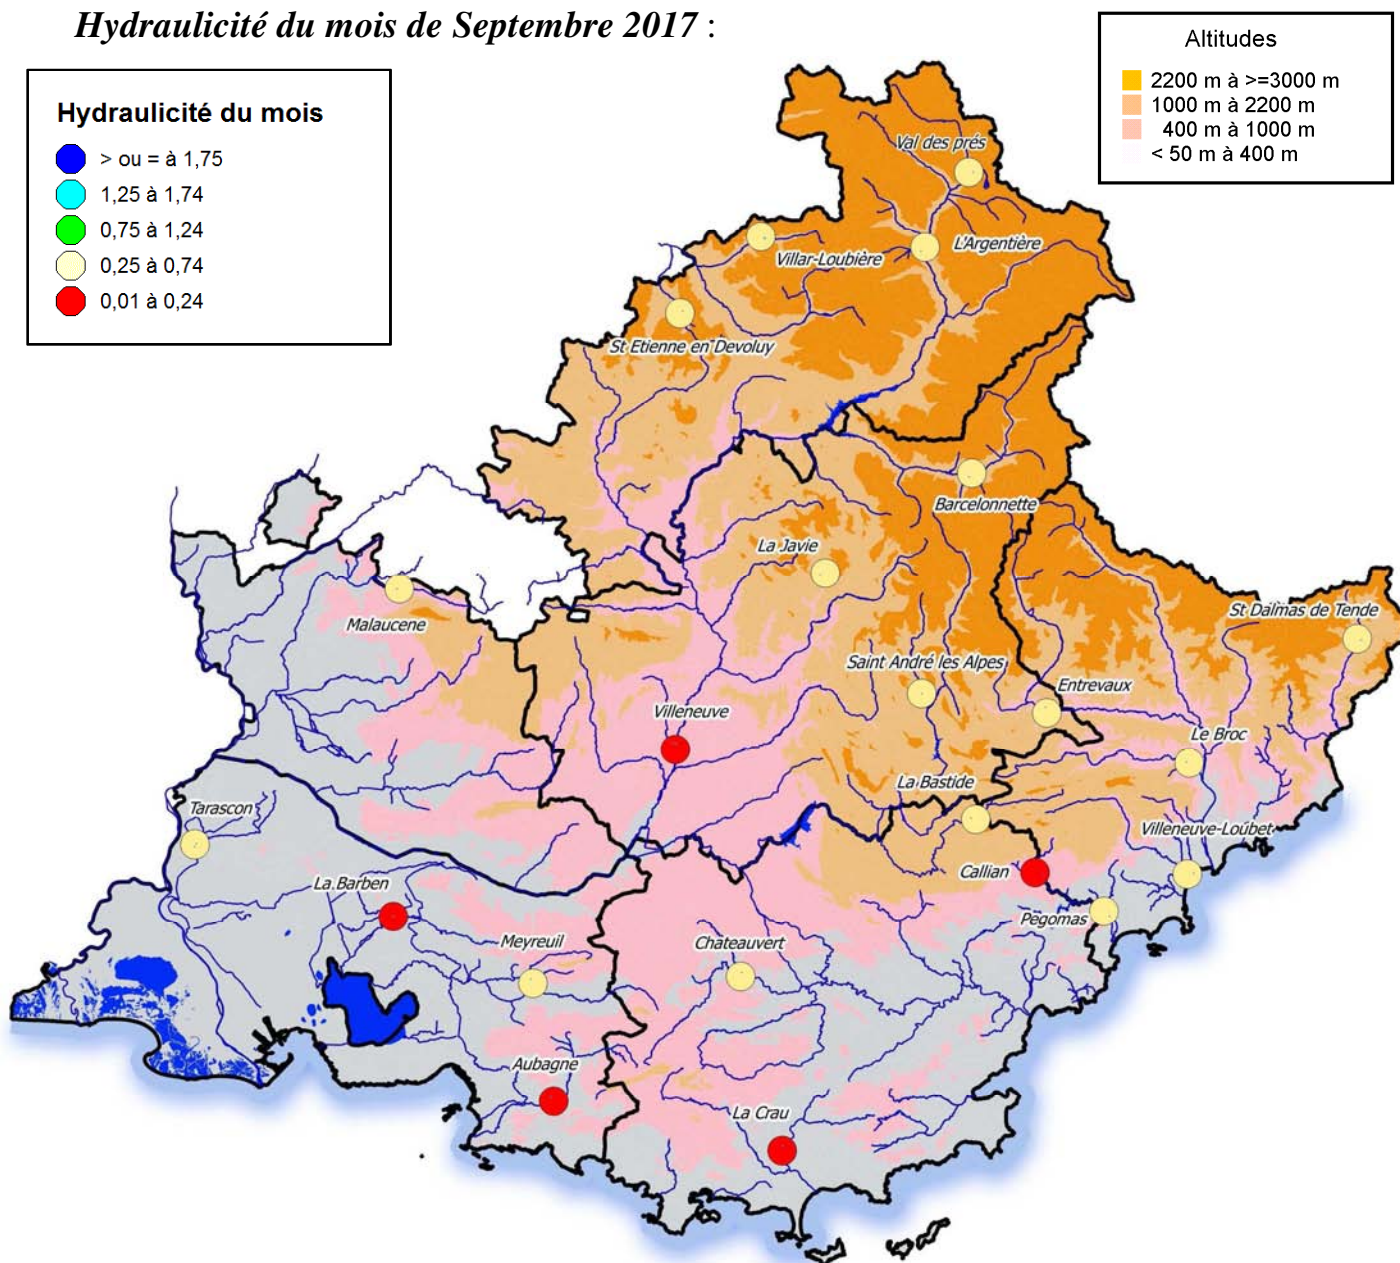 Hydraulicité du mois de Septembre 2017 :
Altitudes
2200 m à >=3000 m
1000 m à 2200 m
400 m à 1000 m
< 50 m à 400 m
Hydraulicité du mois
> ou = à 1,75
1,25 à 1,74
0,75 à 1,24
0,25 à 0,74
0,01 à 0,24
Val des prés
L'Argentière
Villar-Loubière
St Etienne en Devoluy
Barcelonnette
La Javie
Malaucene
St Dalmas de Tende
Saint André les Alpes
Entrevaux
Villeneuve
Le Broc
La Bastide
Tarascon
Villeneuve-Loubet
Callian
La Barben
Pegomas
Meyreuil
Chateauvert
Aubagne
La Crau